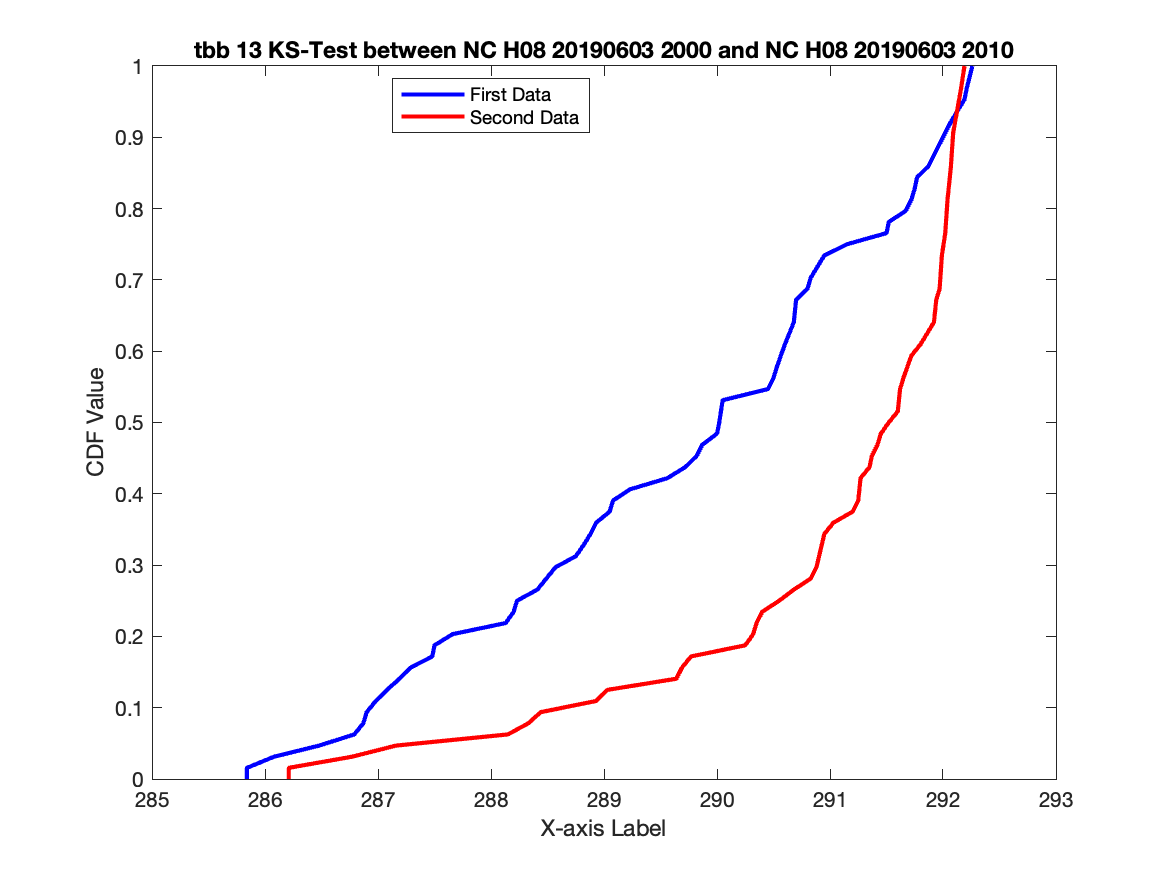 tbb 13 KS-Test between NC H08 20190603 2000 and NC H08 20190603 2010
First Data
Second Data
CDF Value
1
0.9
0.8
0.7
0.6
0.5
0.4
0.3
0.2
0.1
0
285 286 287 288 289 290 291 292 293
X-axis Label